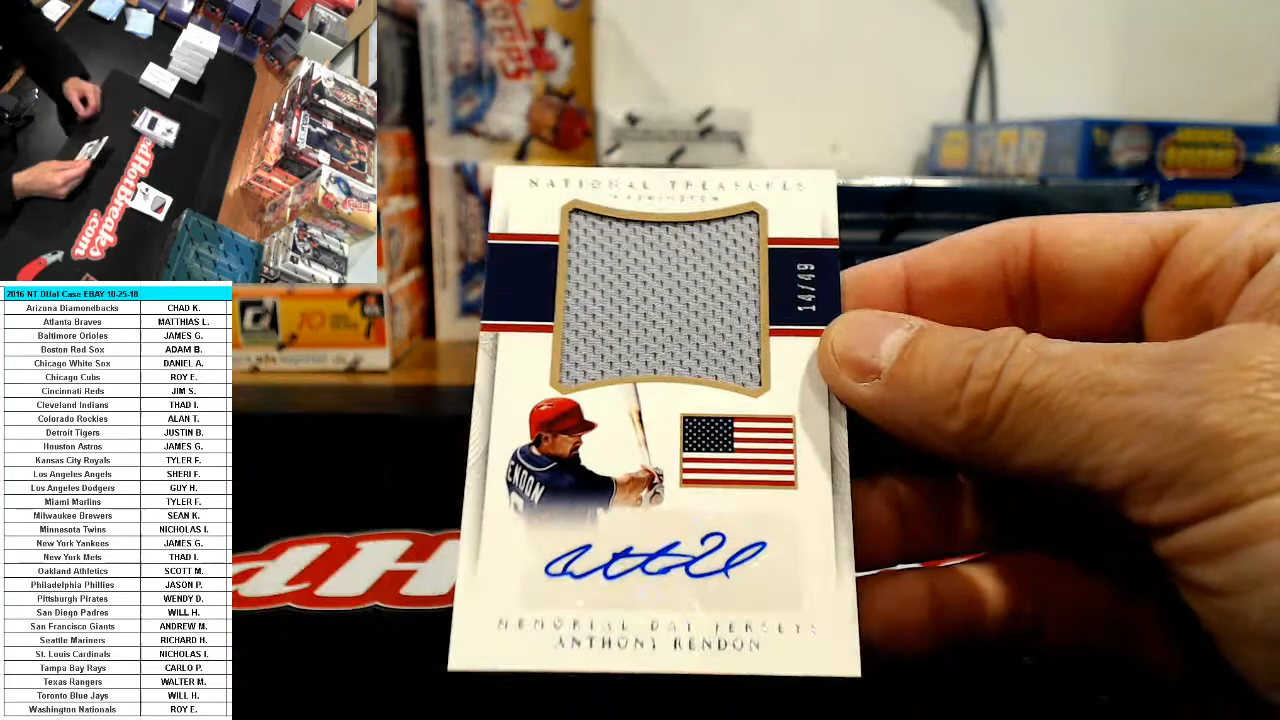 RedHotBreaks
.com
2016 NT DUal Case EBAY-10-25-18
Arizona Diamondbacks CHAD K.
Atlanta Braves MATTHIAS L.
Baltimore Orioles JAMES G.
Boston Red Sox ADAM B.
Chicago White Sox DANIEL A.
Chicago Cubs ROY E.
Cincinnati Reds JIM S.
Cleveland Indians THAD I.
Colorado Rockies ALAN T.
Detroit Tigers JUSTIN B.
Houston Astros JAMES G.
Kansas City Royals TYLER F.
Los Angeles Angels SHERI F.
Los Angeles Dodgers GUY H.
Miami Marlins TYLER F.
Milwaukee Brewers SEAN K.
Minnesota Twins NICHOLAS I.
New York Yankees JAMES G.
New York Mets THAD I.
Oakland Athletics SCOTT M.
Philadelphia Phillies JASON P.
Pittsburgh Pirates WENDY D.
San Diego Padres WILL H.
San Francisco Giants ANDREW M.
Seattle Mariners RICHARD H.
St. Louis Cardinals NICHOLAS I.
Tampa Bay Rays CARLO P.
Texas Rangers WALTER M.
Toronto Blue Jays WILL H.
Washington Nationals ROY E.
Topps
NATIONAL TREASURES
WASHINGTON
14/49
ENDON
MEMORIAL DAY JERSEYS
ANTHONY RENDON